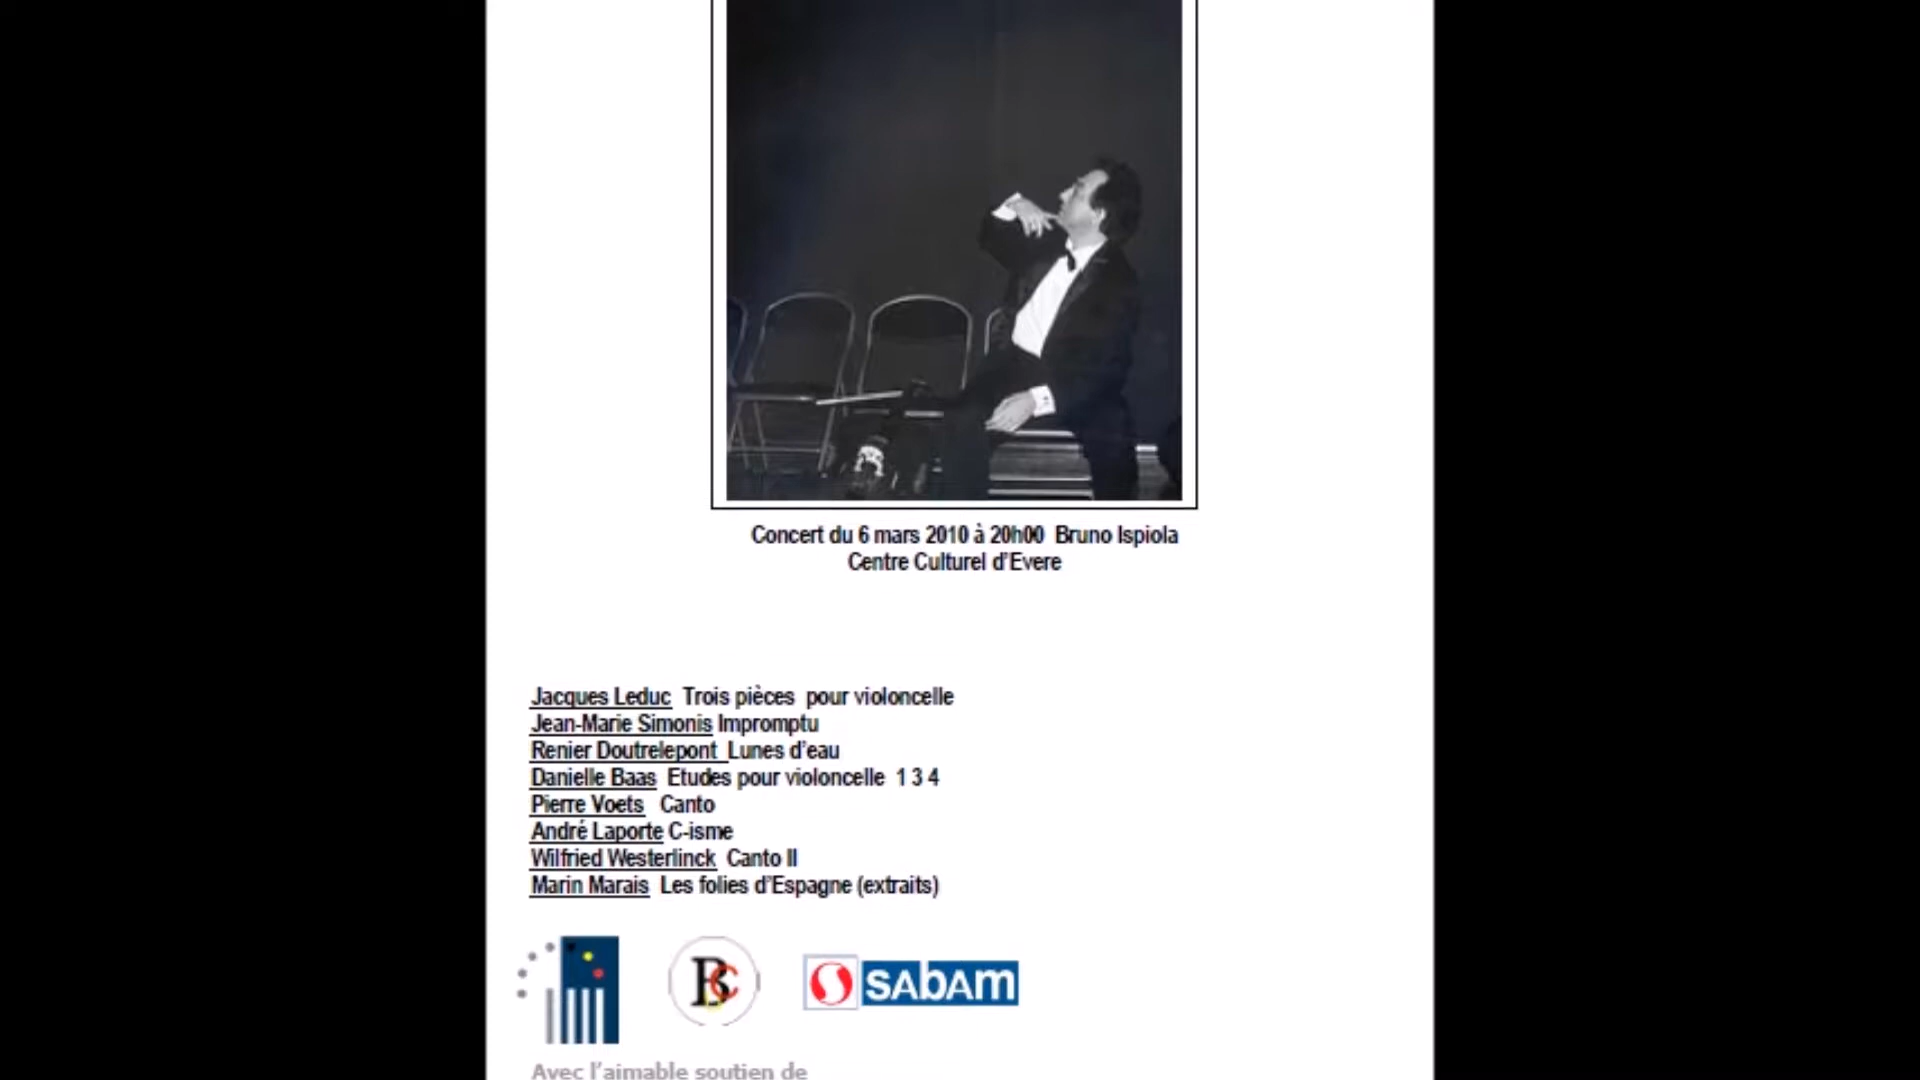 Concert du 6 mars 2010 à 20h00 Bruno Ispiola
Centre Culturel d'Evere
Jacques Leduc Trois pièces pour violoncelle
Jean-Marie Simonis Impromptu
Renier Doutrelepont Lunes d'eau
Danielle Baas Etudes pour violoncelle 1 3 4
Pierre Voets Canto
André Laporte C-isme
Wilfried Westerlinck Canto II
Marin Marais Les folies d'Espagne (extraits)
BC
SABAM
Avec l'aimable soutien de